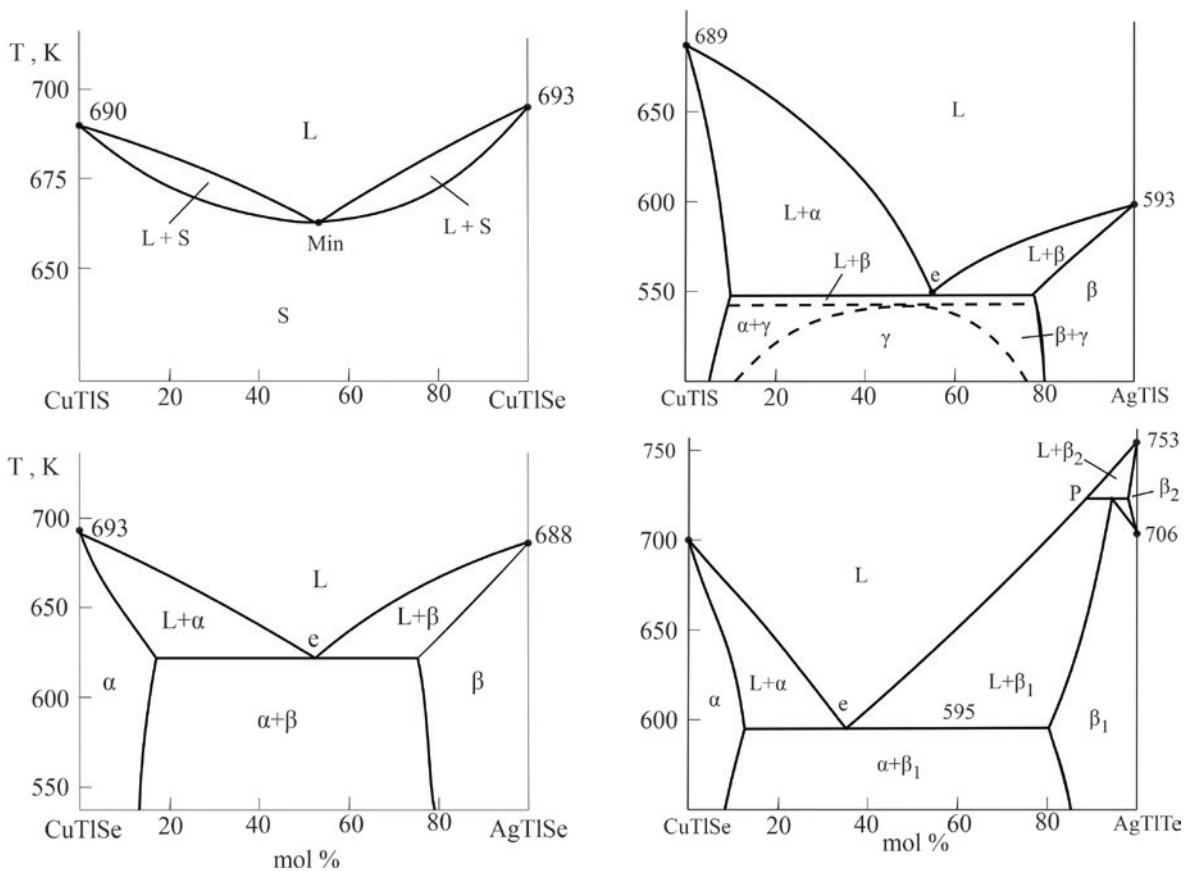 T , K
700
675
650
690
693
L
L + S
L + S
Min
S
CuTlS
20
40
60
80
CuTlSe
689
650
600
550
593
L
L+α
e
L+β
L+β
β
α+γ
γ
β+γ
CuTlS
20
40
60
80
AgTlS
T , K
700
650
600
550
693
688
L
L+α
e
L+β
α
β
α+β
CuTlSe
20
40
60
80
AgTlSe
mol %
750
700
650
600
753
L+β2
P
β2
706
L
α
L+α
e
L+β1
595
β1
α+β1
CuTlSe
20
40
60
80
AgTlTe
mol %